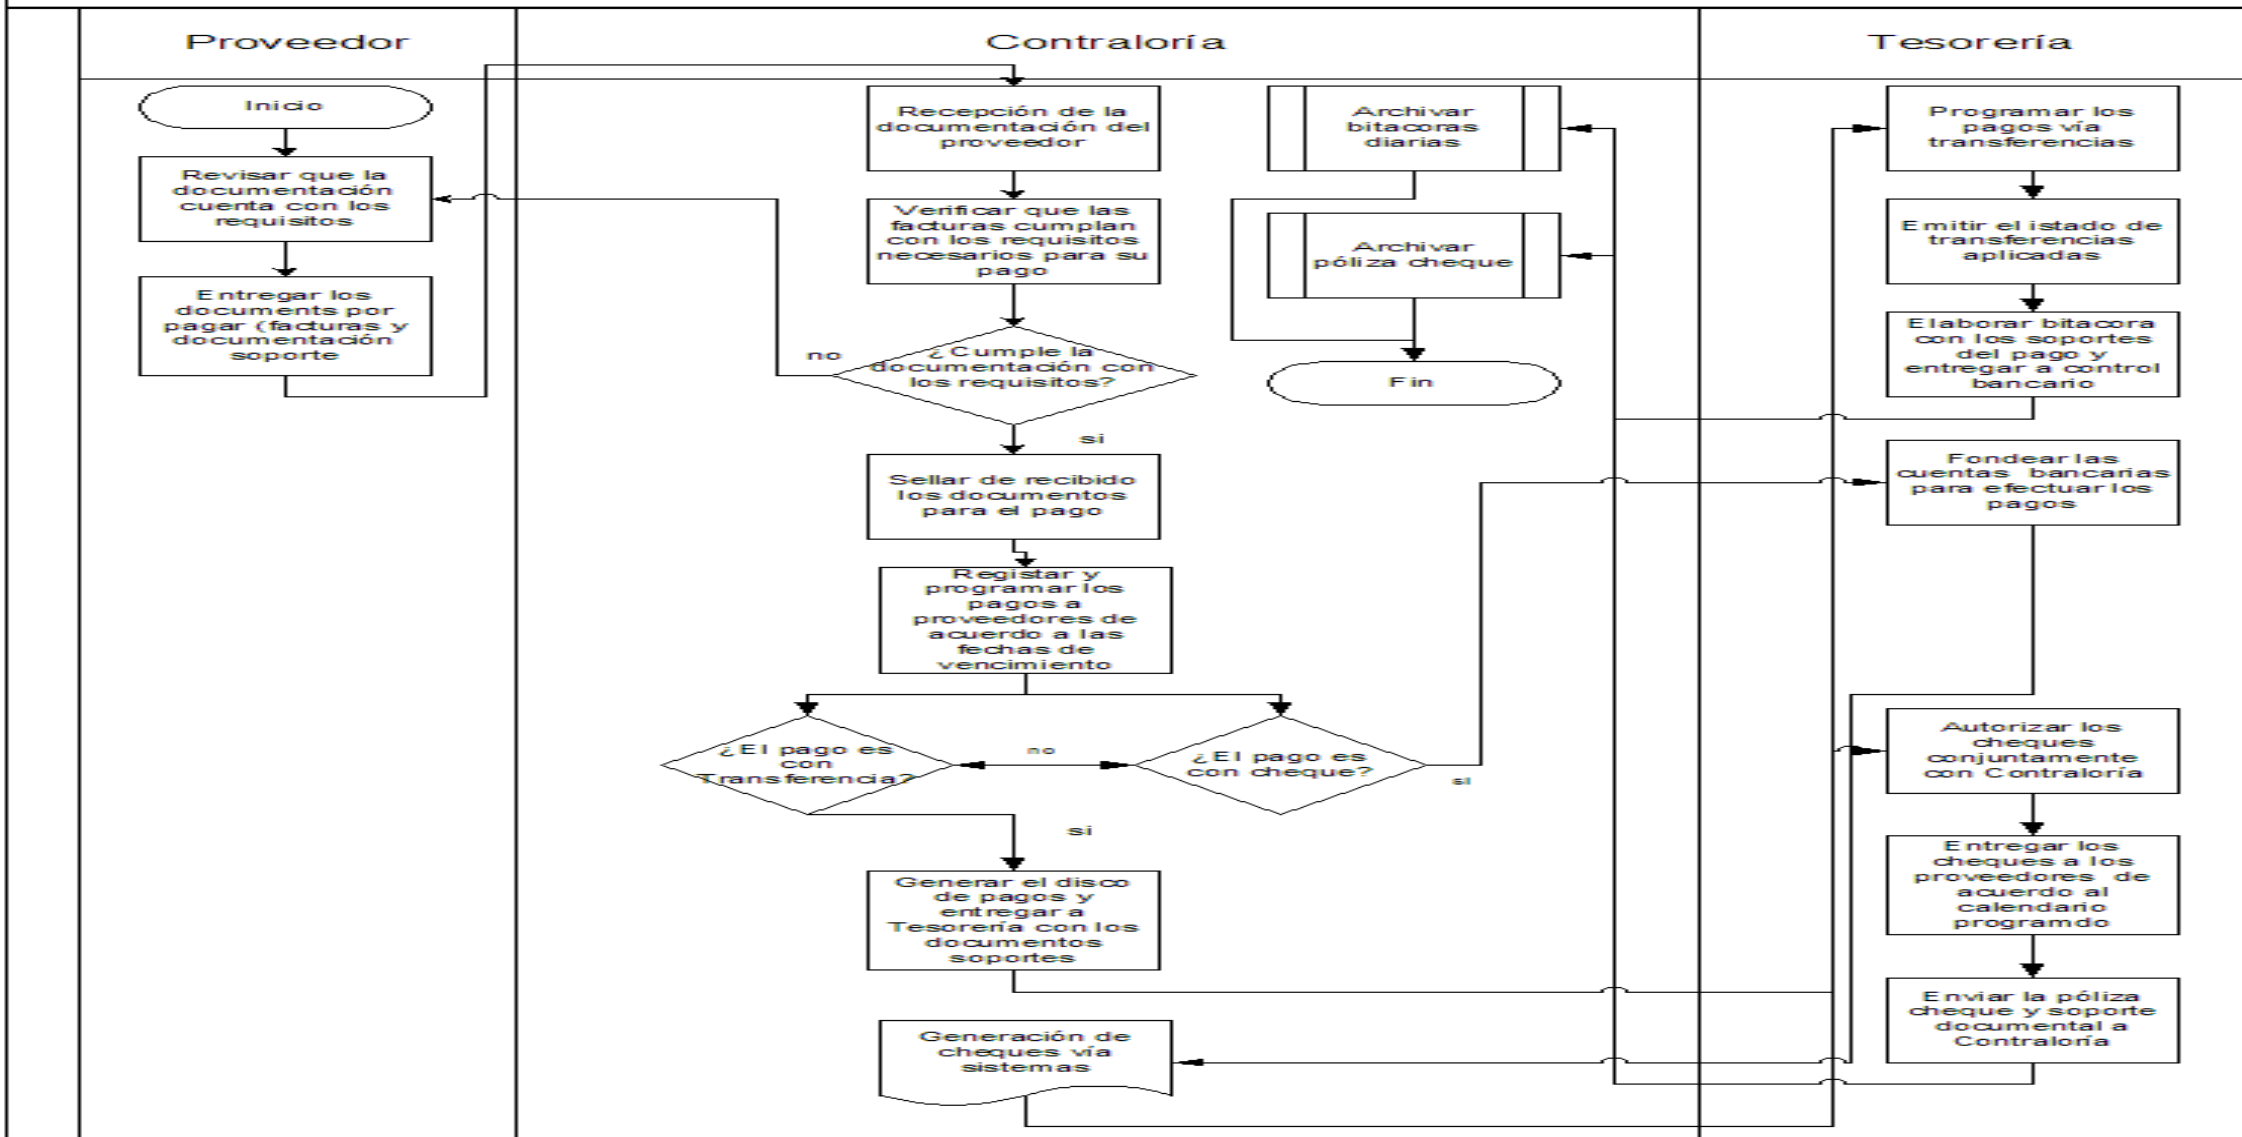 Proveedor
Contraloría
Tesorería
Inicio
Revisar que la
documentación
cuenta con los
requisitos
Entregar los
documents por
pagar (facturas y
documentación
soporte
Recepción de la
documentación del
proveedor
Verificar que las
facturas cumplan
con los requisitos
necesarios para su
pago
¿Cumple la
documentación con
los requisitos?
no
si
Sellar de recibido
los documentos
para el pago
Registar y
programar los
pagos a
proveedores de
acuerdo a las
fechas de
vencimiento
¿El pago es
con
Transferencia?
no
¿El pago es
con cheque?
si
si
Generar el disco
de pagos y
entregar a
Tesorería con los
documentos
soportes
Generación de
cheques vía
sistemas
Archivar
bitacoras
diarias
Archivar
póliza cheque
Fin
Programar los
pagos vía
transferencias
Emitir el istado de
transferencias
aplicadas
Elaborar bitacora
con los soportes
del pago y
entregar a control
bancario
Fondear las
cuentas bancarias
para efectuar los
pagos
Autorizar los
cheques
conjuntamente
con Contraloría
Entregar los
cheques a los
proveedores de
acuerdo al
calendario
programdo
Enviar la póliza
cheque y soporte
documental a
Contraloría